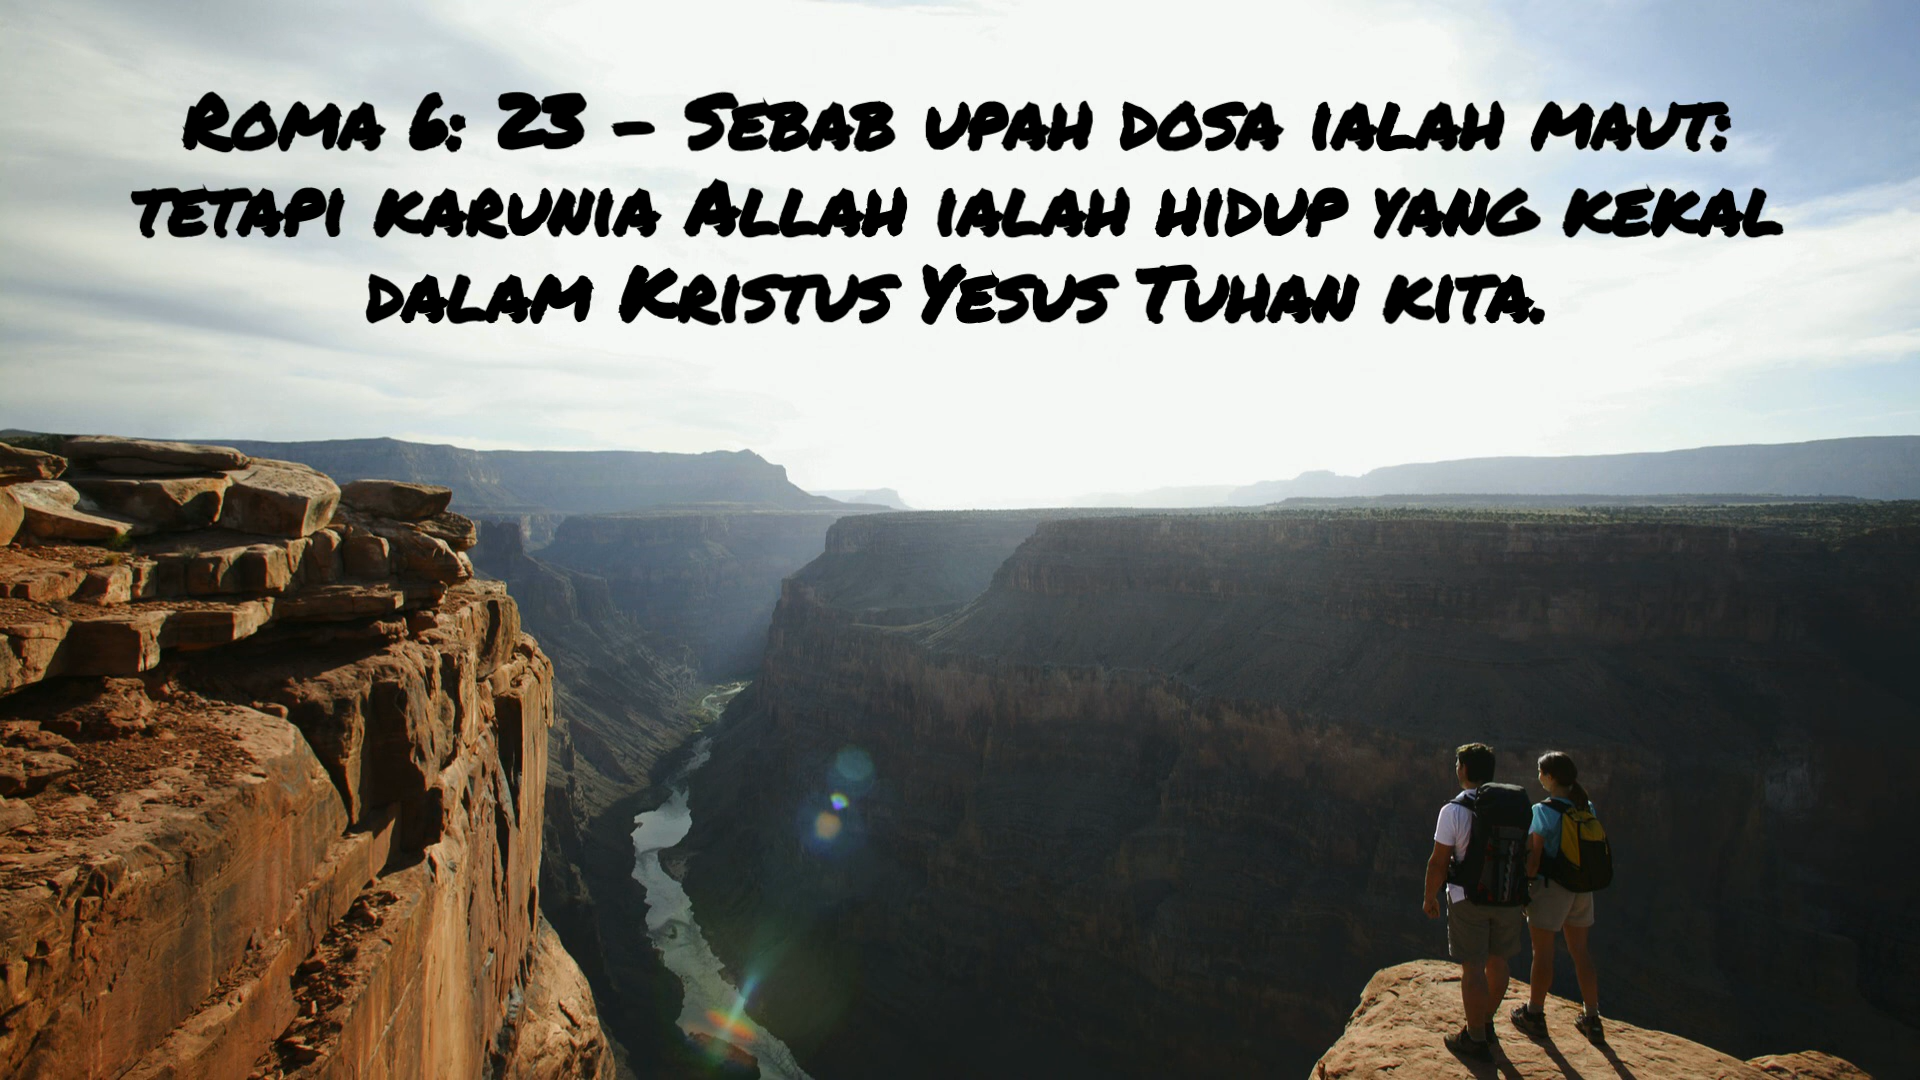 Roma 6: 23 - Sebab upah dosa ialah maut:
tetapi karunia Allah ialah hidup yang kekal
dalam Kristus Yesus Tuhan kita.